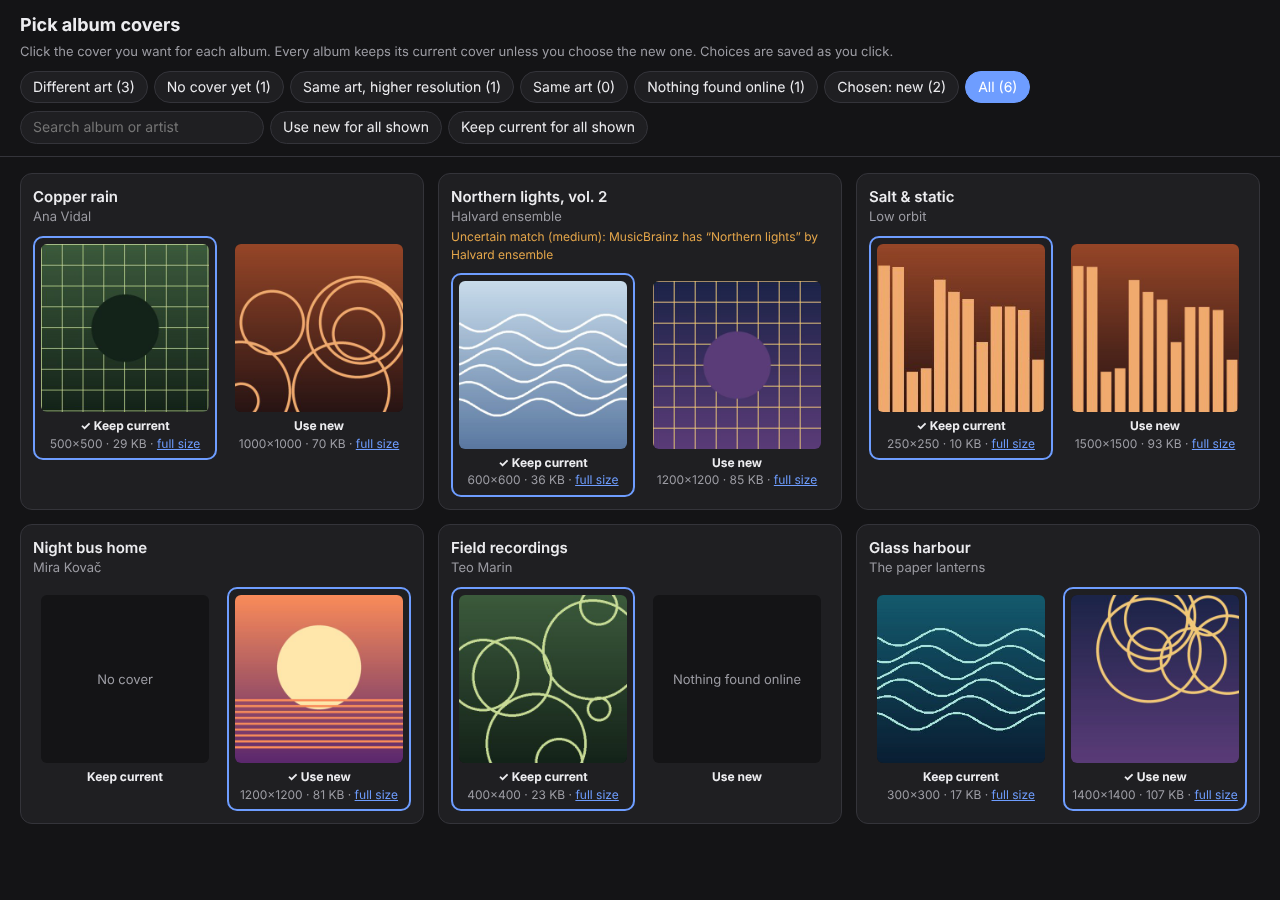 Pick album covers
Click the cover you want for each album. Every album keeps its current cover unless you choose the new one. Choices are saved as you click.
Different art (3)
No cover yet (1)
Same art, higher resolution (1)
Same art (0)
Nothing found online (1)
Chosen: new (2)
All (6)
Search album or artist
Use new for all shown
Keep current for all shown
Copper rain
Ana Vidal
✓ Keep current
500×500 · 29 KB · full size
Use new
1000×1000 · 70 KB · full size
Northern lights, vol. 2
Halvard ensemble
Uncertain match (medium): MusicBrainz has “Northern lights” by
Halvard ensemble
✓ Keep current
600×600 · 36 KB · full size
Use new
1200×1200 · 85 KB · full size
Salt & static
Low orbit
✓ Keep current
250×250 · 10 KB · full size
Use new
1500×1500 · 93 KB · full size
Night bus home
Mira Kovač
No cover
Keep current
✓ Use new
1200×1200 · 81 KB · full size
Field recordings
Teo Marin
✓ Keep current
400×400 · 23 KB · full size
Nothing found online
Use new
Glass harbour
The paper lanterns
Keep current
300×300 · 17 KB · full size
✓ Use new
1400×1400 · 107 KB · full size